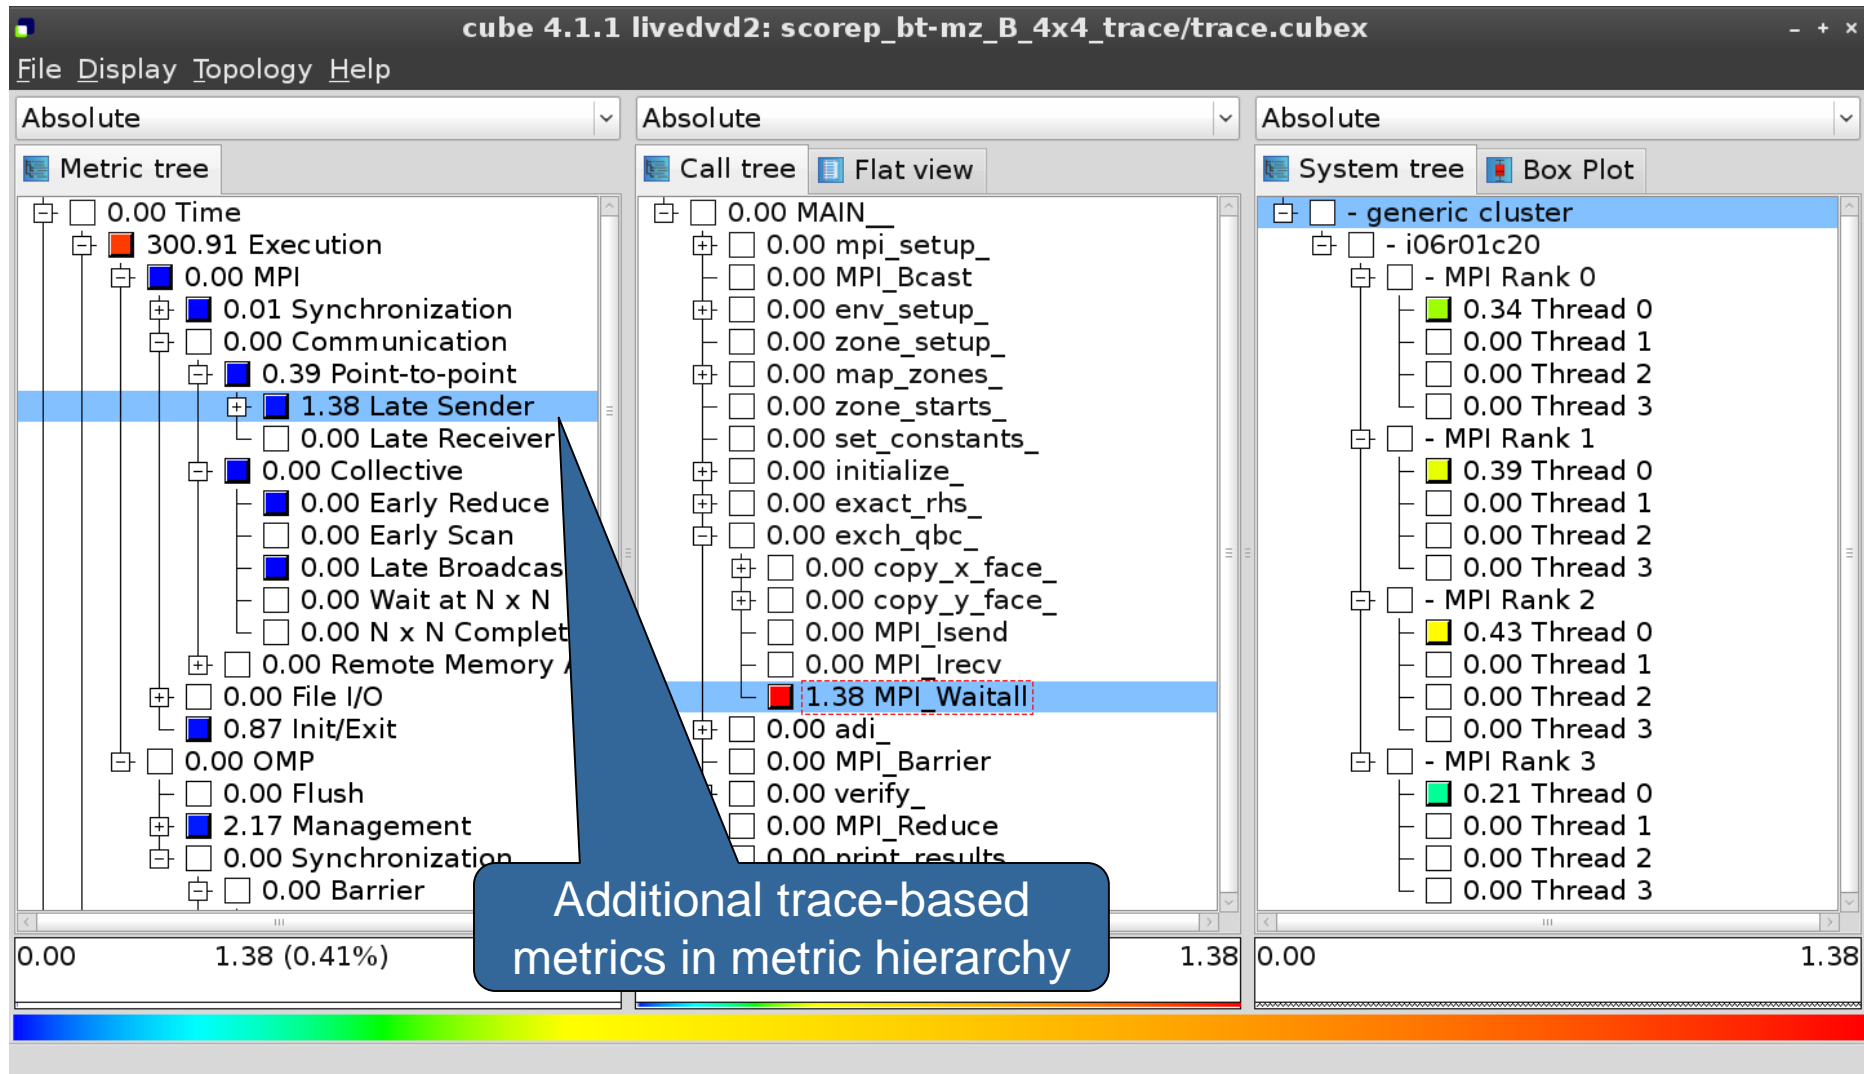 cube 4.1.1 livedvd2: scorep_bt-mz_B_4x4_trace/trace.cubex
File Display Topology Help
Absolute
Metric tree
0.00 Time
300.91 Execution
0.00 MPI
0.01 Synchronization
0.00 Communication
0.39 Point-to-point
1.38 Late Sender
0.00 Late Receiver
0.00 Collective
0.00 Early Reduce
0.00 Early Scan
0.00 Late Broadcas
0.00 Wait at N x N
0.00 N x N Complet
0.00 Remote Memory
0.00 File I/O
0.87 Init/Exit
0.00 OMP
0.00 Flush
2.17 Management
0.00 Synchronization
0.00 Barrier
0.00 1.38 (0.41%)
Absolute
Call tree Flat view
0.00 MAIN__
0.00 mpi_setup_
0.00 MPI_Bcast
0.00 env_setup_
0.00 zone_setup_
0.00 map_zones_
0.00 zone_starts_
0.00 set_constants_
0.00 initialize_
0.00 exact_rhs_
0.00 exch_qbc_
0.00 copy_x_face_
0.00 copy_y_face_
0.00 MPI_Isend
0.00 MPI_Irecv
1.38 MPI_Waitall
0.00 adi_
0.00 MPI_Barrier
0.00 verify_
0.00 MPI_Reduce
0.00 print_results_
1.38
Additional trace-based
metrics in metric hierarchy
Absolute
System tree Box Plot
- generic cluster
- i06r01c20
- MPI Rank 0
0.34 Thread 0
0.00 Thread 1
0.00 Thread 2
0.00 Thread 3
- MPI Rank 1
0.39 Thread 0
0.00 Thread 1
0.00 Thread 2
0.00 Thread 3
- MPI Rank 2
0.43 Thread 0
0.00 Thread 1
0.00 Thread 2
0.00 Thread 3
- MPI Rank 3
0.21 Thread 0
0.00 Thread 1
0.00 Thread 2
0.00 Thread 3
0.00 1.38